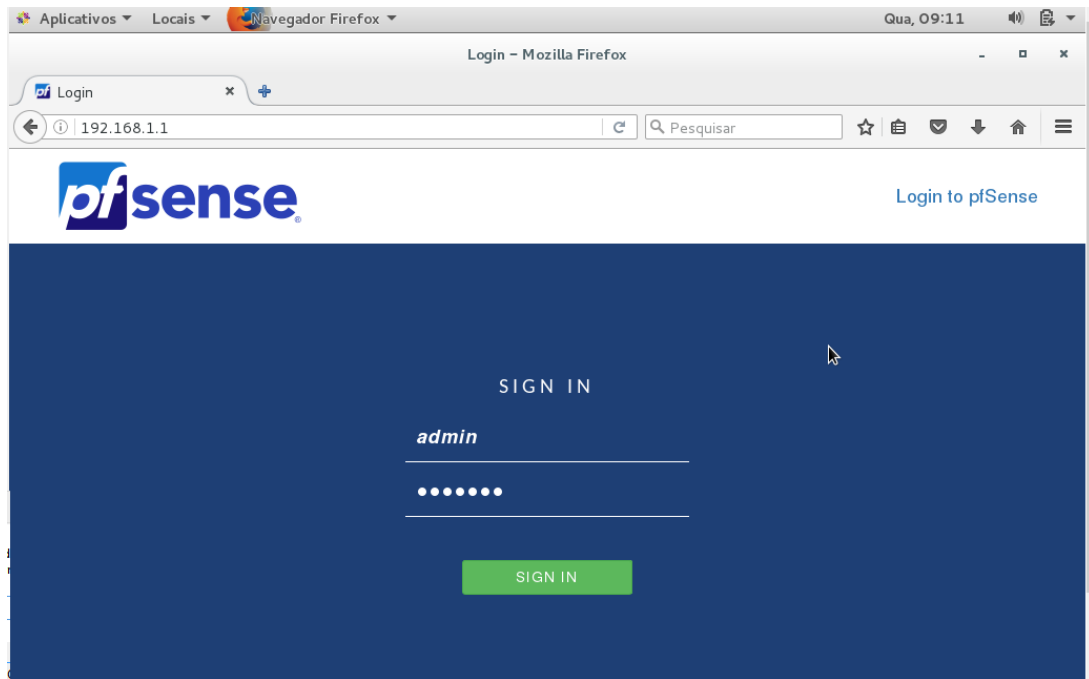 Aplicativos Locais Navegador Firefox Qua, 09:11
Login – Mozilla Firefox
Login
192.168.1.1 Pesquisar
pfsense® Login to pfSense
SIGN IN
admin
•••••••
SIGN IN